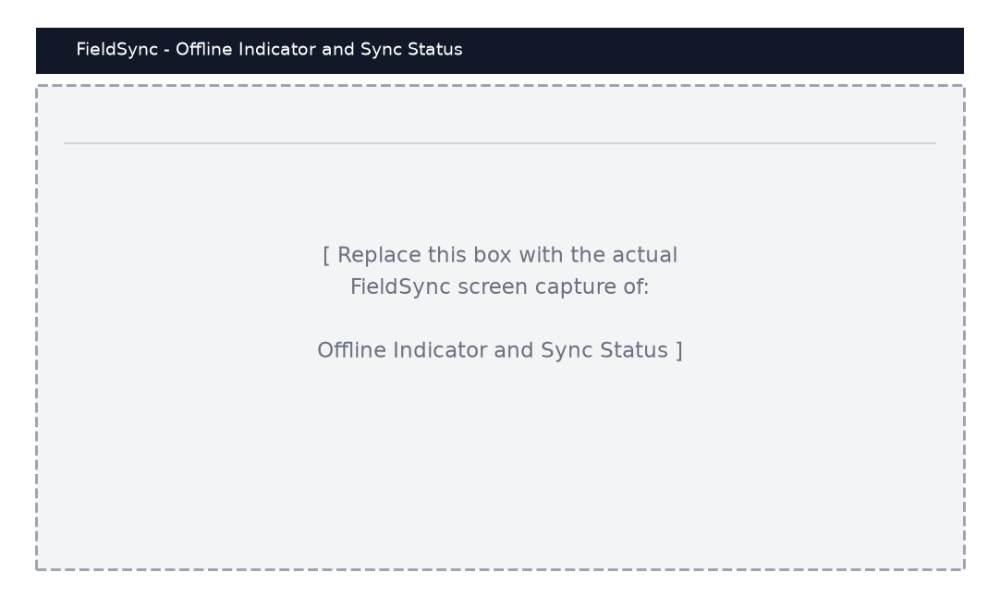 FieldSync - Offline Indicator and Sync Status
[ Replace this box with the actual
FieldSync screen capture of:
Offline Indicator and Sync Status ]